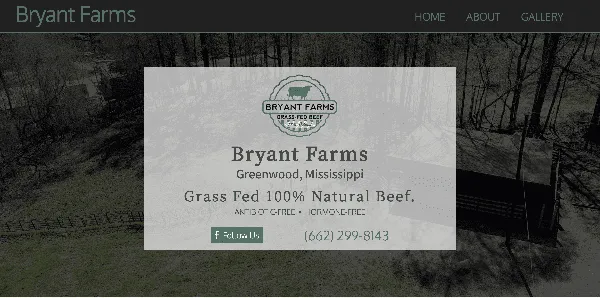 Bryant Farms
HOME ABOUT GALLERY
BRYANT FARMS
GRASS-FED BEEF
Bryant Farms
Greenwood, Mississippi
Grass Fed 100% Natural Beef.
ANTIBIOTIC-FREE • HORMONE-FREE
f Follow Us
(662) 299-8143